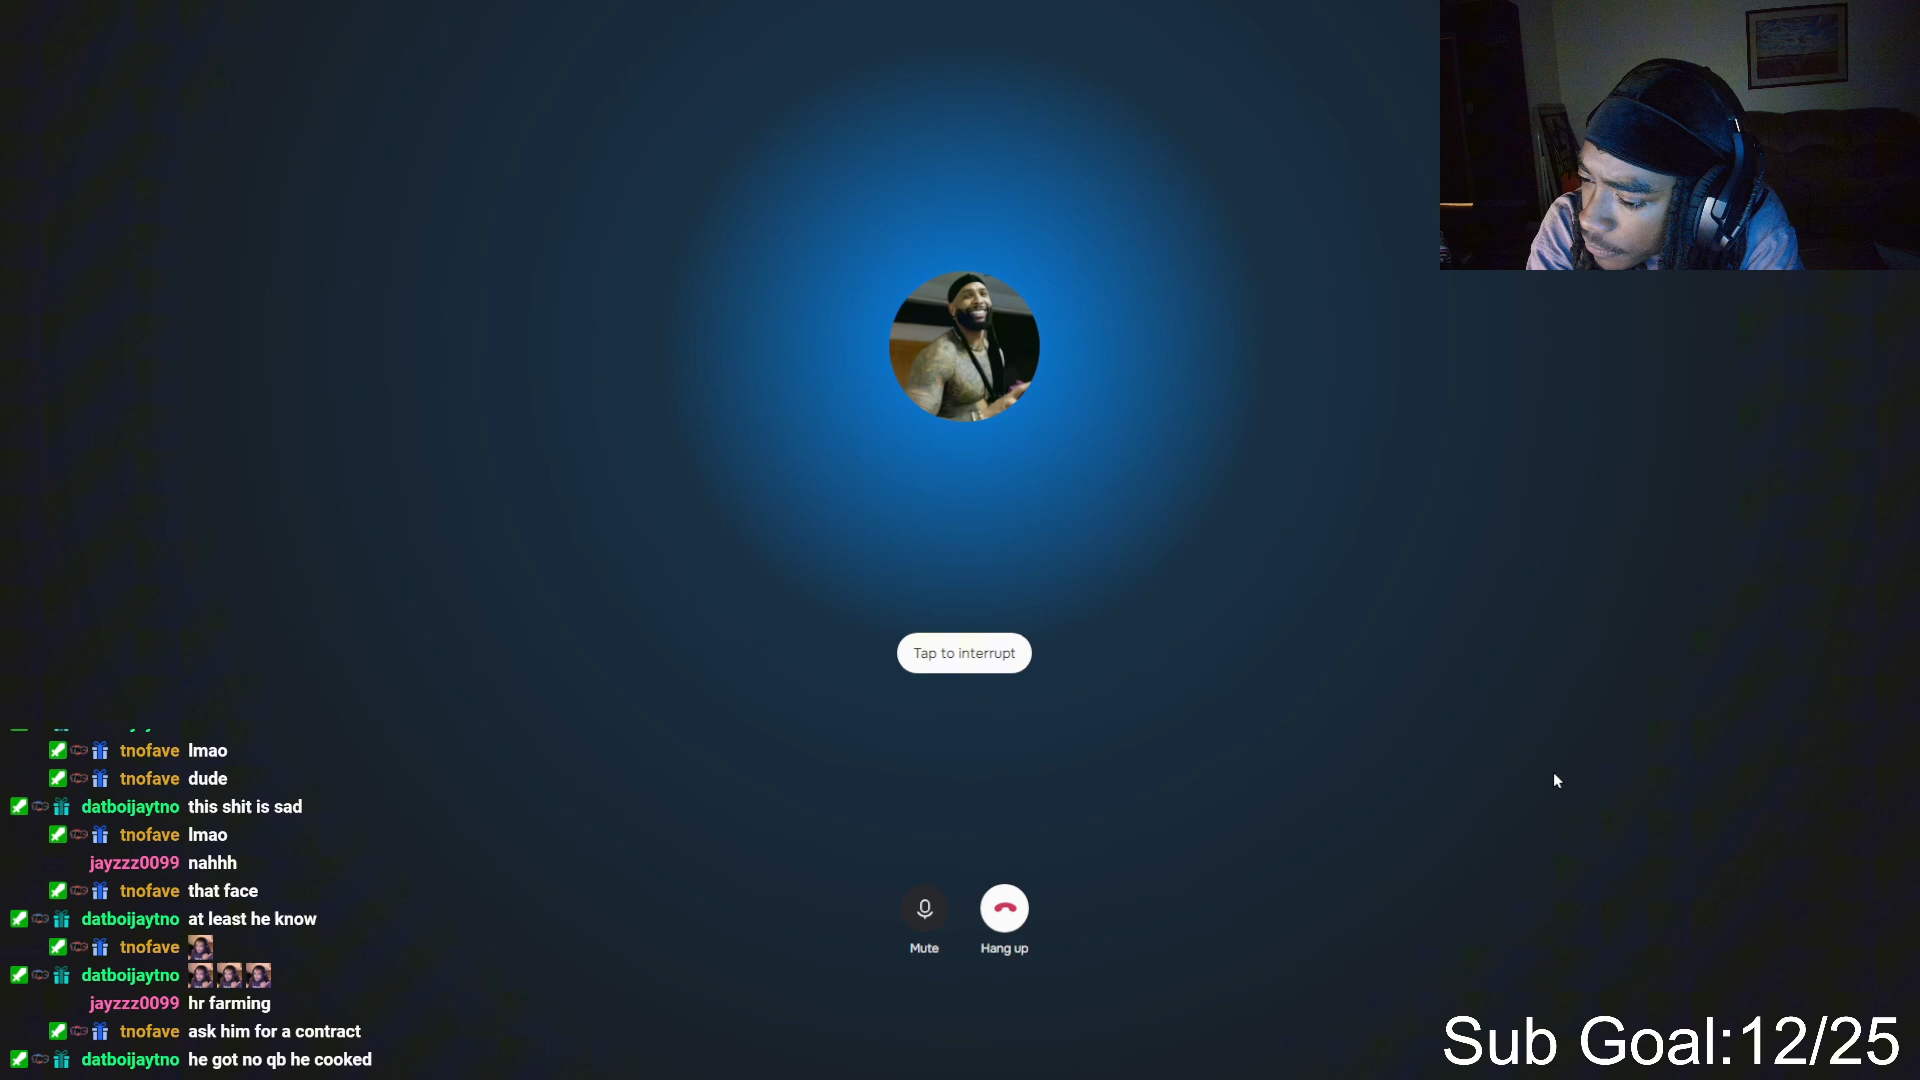 Tap to interrupt
tnofave lmao
tnofave dude
datboijaytno this shit is sad
tnofave lmao
jayzzz0099 nahhh
tnofave that face
datboijaytno at least he know
tnofave
datboijaytno
jayzzz0099 hr farming
tnofave ask him for a contract
datboijaytno he got no qb he cooked
Mute
Hang up
Sub Goal:12/25